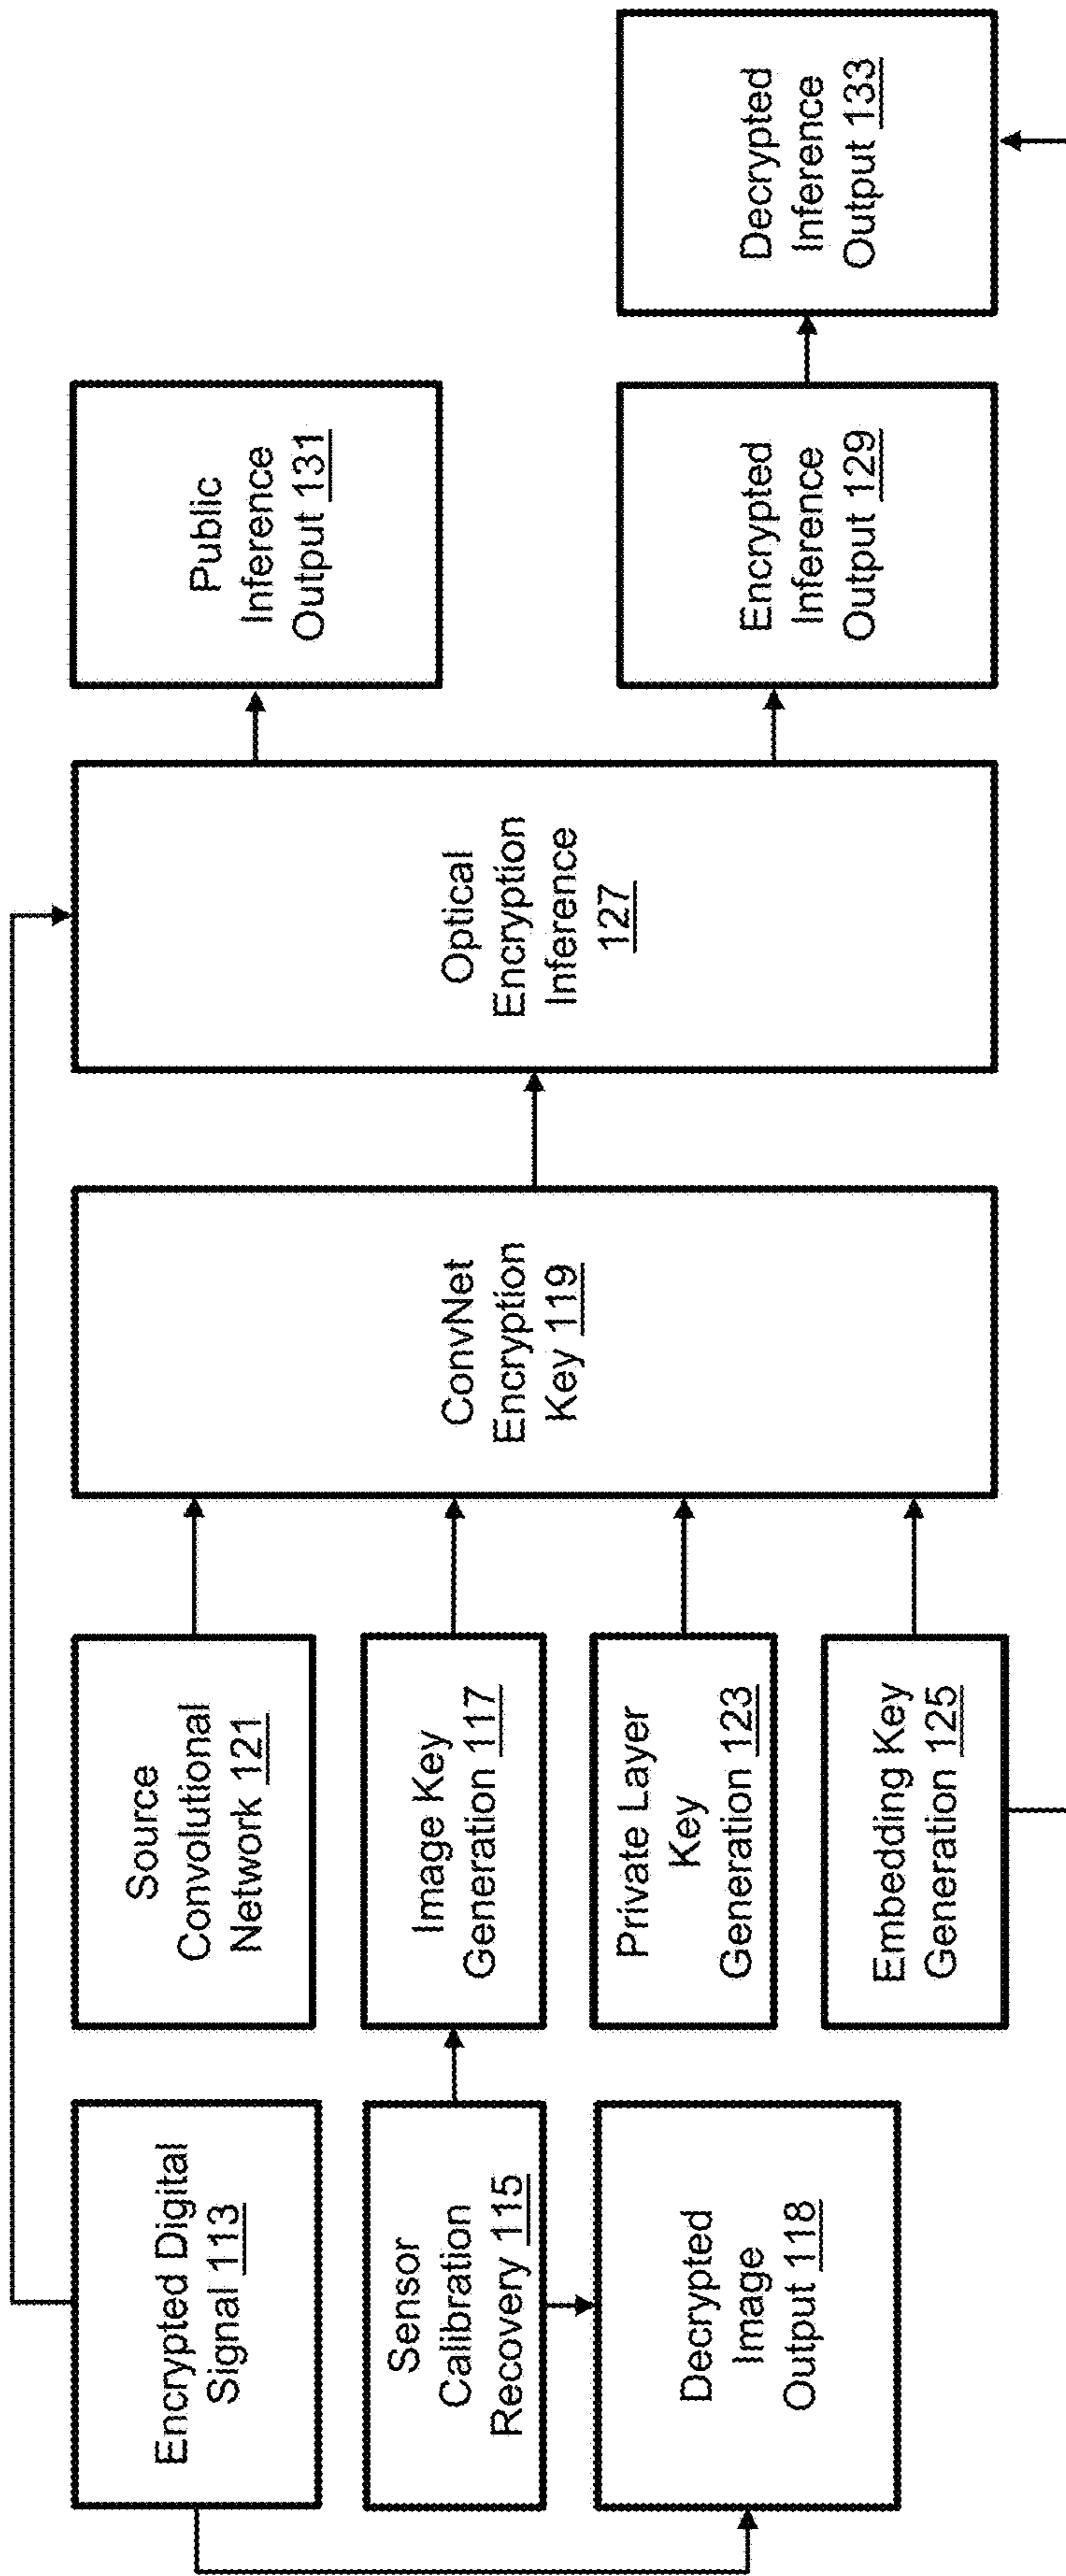 Encrypted Digital
Signal 113
Sensor
Calibration
Recovery 115
Decrypted
Image
Output 118
Source
Convolutional
Network 121
Image Key
Generation 117
Private Layer
Key
Generation 123
Embedding Key
Generation 125
ConvNet
Encryption
Key 119
Optical
Encryption
Inference
127
Public
Inference
Output 131
Encrypted
Inference
Output 129
Decrypted
Inference
Output 133